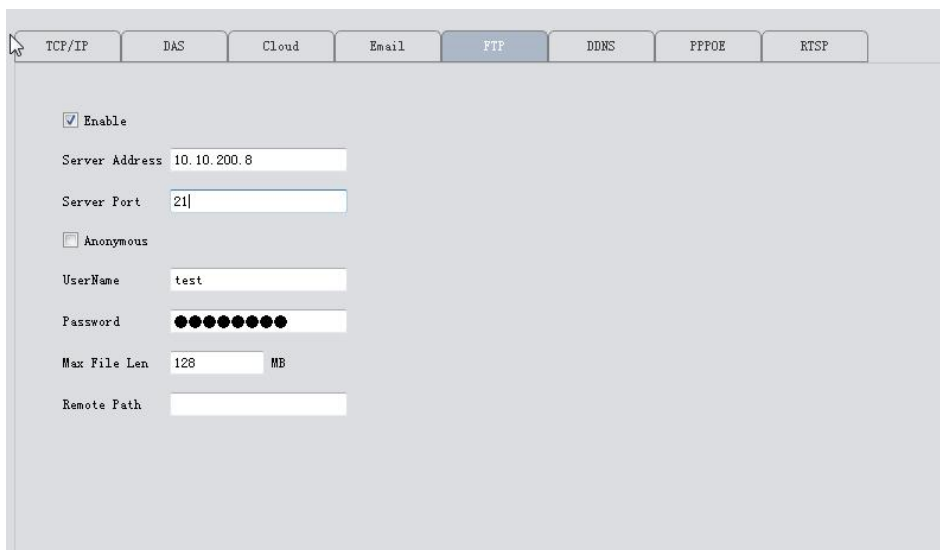 TCP/IP DAS Cloud Email FTP DDNS PPPOE RTSP
Enable
Server Address 10.10.200.8
Server Port 21
Anonymous
UserName test
Password ●●●●●●●●
Max File Len 128 MB
Remote Path